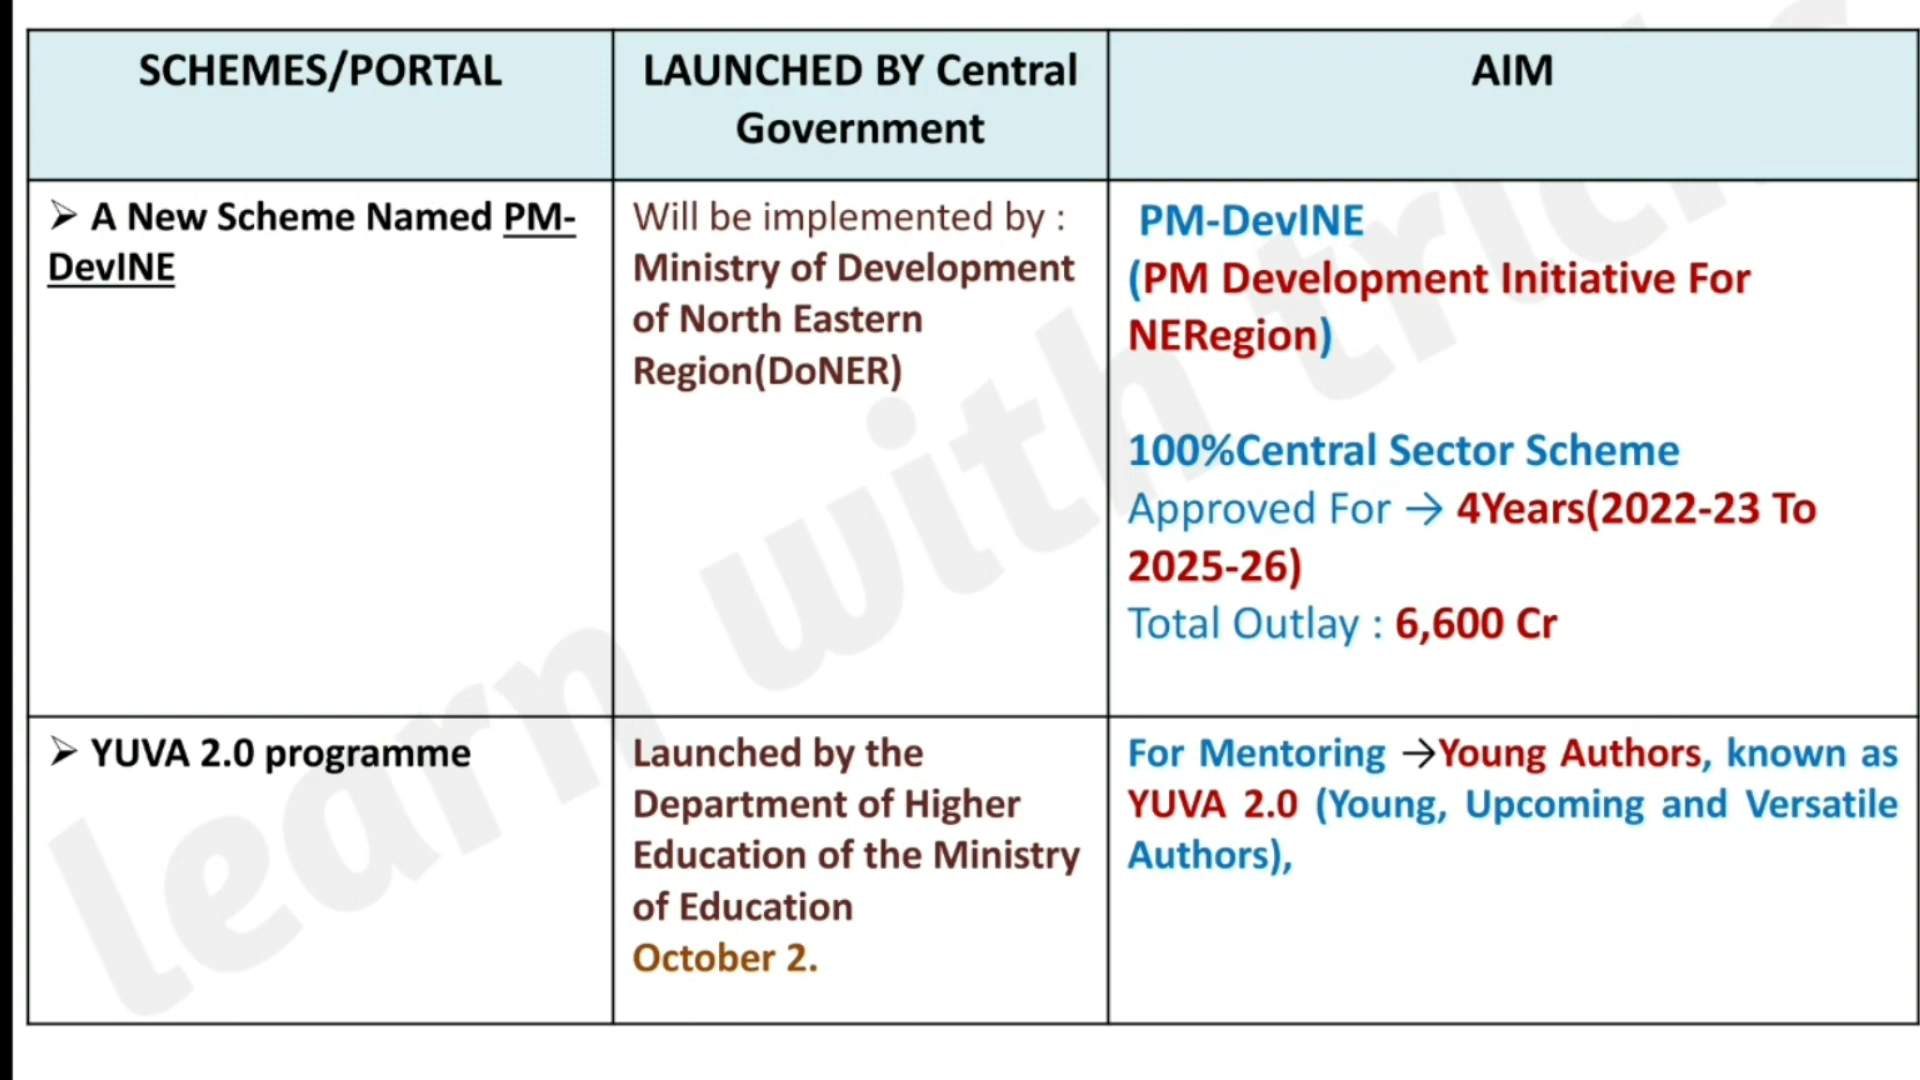 SCHEMES/PORTAL
LAUNCHED BY Central
Government
AIM
➢ A New Scheme Named PM-
DevINE
Will be implemented by :
Ministry of Development
of North Eastern
Region(DoNER)
PM-DevINE
(PM Development Initiative For
NERegion)
100%Central Sector Scheme
Approved For → 4Years(2022-23 To
2025-26)
Total Outlay : 6,600 Cr
➢ YUVA 2.0 programme
Launched by the
Department of Higher
Education of the Ministry
of Education
October 2.
For Mentoring →Young Authors, known as
YUVA 2.0 (Young, Upcoming and Versatile
Authors),
learn with tricks